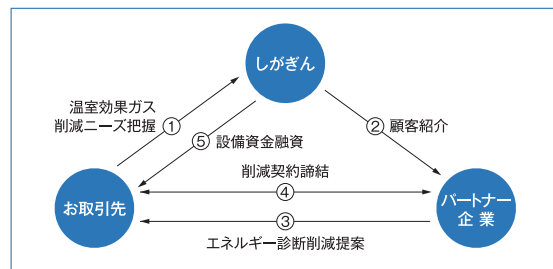 しがぎん
温室効果ガス
削減ニーズ把握
①
②
顧客紹介
⑤
設備資金融資
削減契約諦結
④
お取引先
パートナー
企業
③
エネルギー診断削減提案